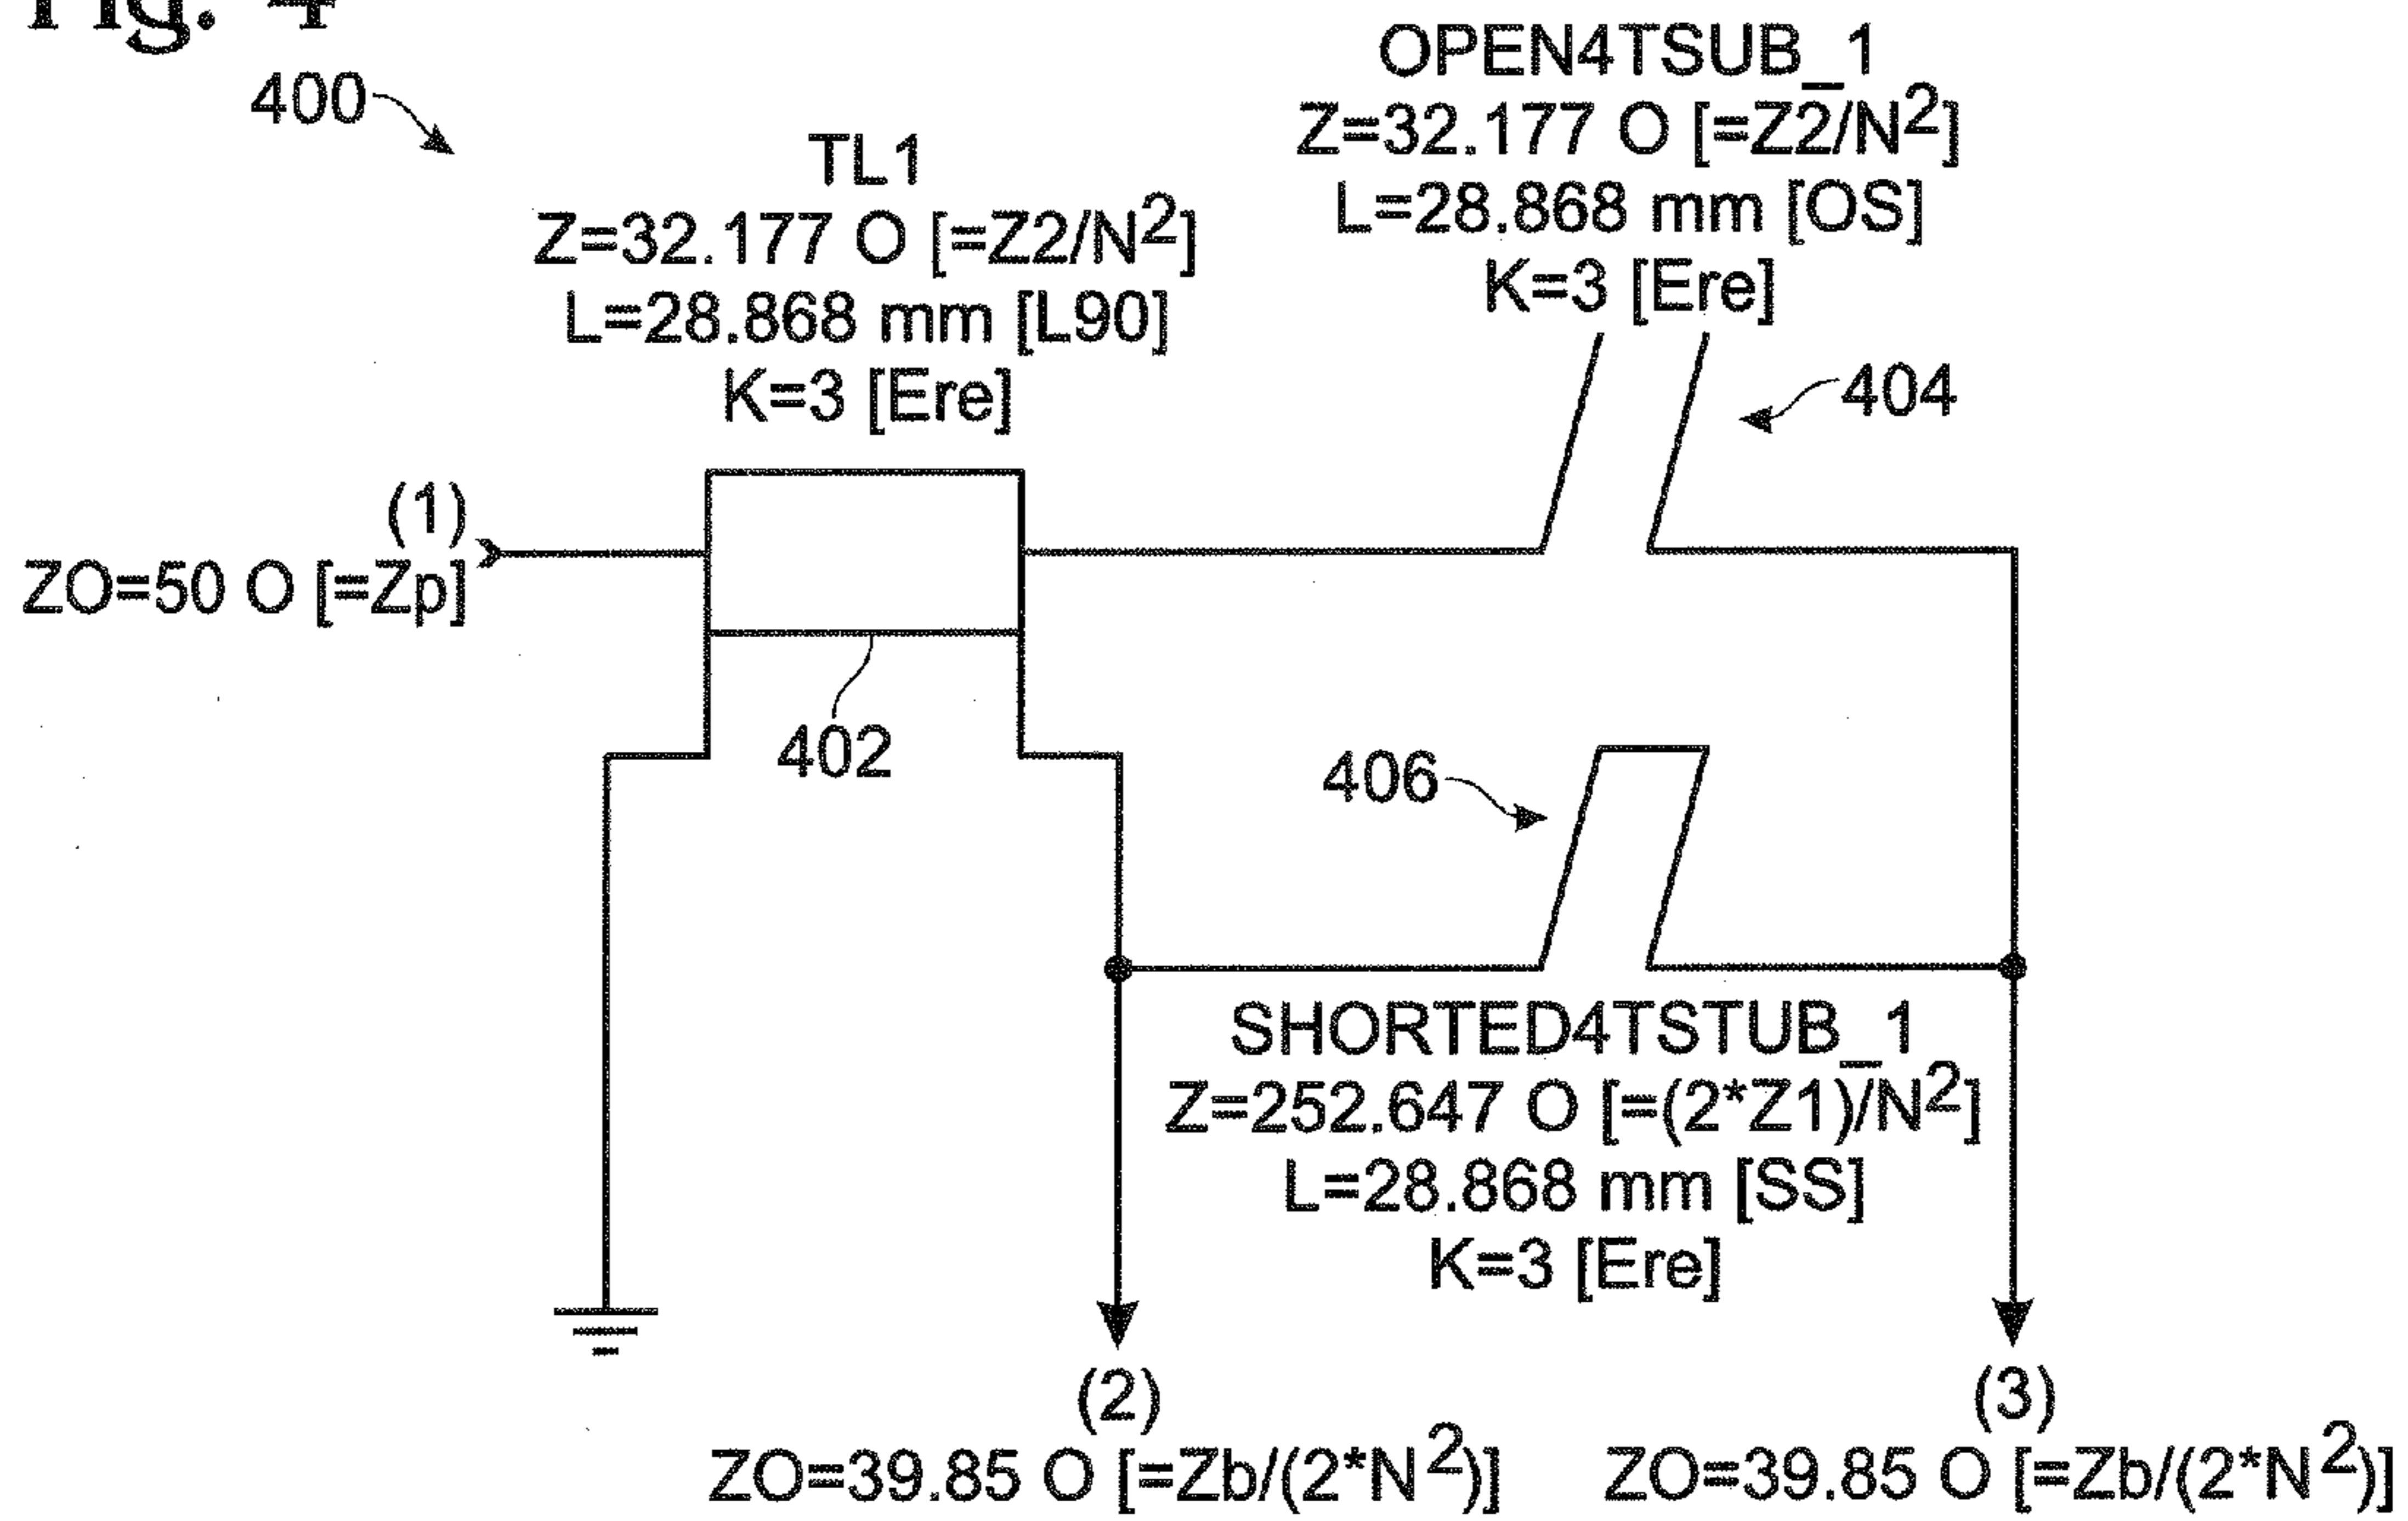 Fig. 4
400
TL1
Z=32.177 O [=Z2/N²]
L=28.868 mm [L90]
K=3 [Ere]
OPEN4TSUB_1
Z=32.177 O [=Z2/N²]
L=28.868 mm [OS]
K=3 [Ere]
404
(1)
ZO=50 O [=Zp]
402
406
SHORTED4TSTUB_1
Z=252.647 O [=(2*Z1)/N²]
L=28.868 mm [SS]
K=3 [Ere]
(2)
ZO=39.85 O [=Zb/(2*N²)]
(3)
ZO=39.85 O [=Zb/(2*N²)]